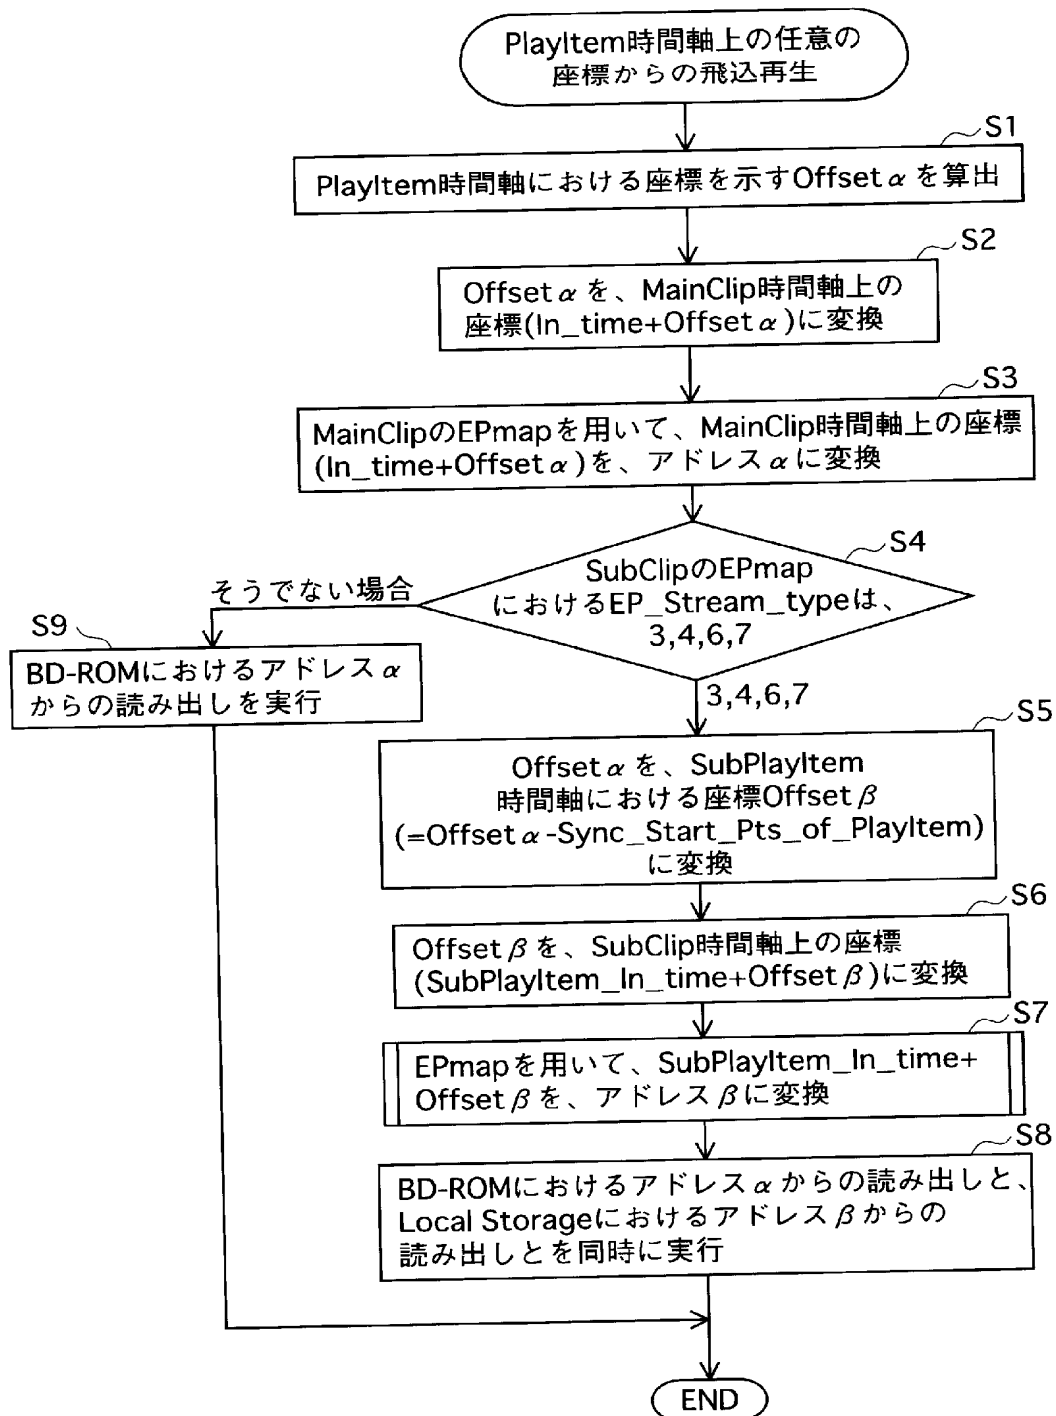 PlayItem時間軸上の任意の
座標からの飛込再生
S1
PlayItem時間軸における座標を示すOffsetαを算出
S2
Offsetαを、MainClip時間軸上の
座標(In_time+Offsetα)に変換
S3
MainClipのEPmapを用いて、MainClip時間軸上の座標
(In_time+Offsetα)を、アドレスαに変換
S4
SubClipのEPmap
におけるEP_Stream_typeは、
3,4,6,7
そうでない場合
S9
BD-ROMにおけるアドレスα
からの読み出しを実行
3,4,6,7
S5
Offsetαを、SubPlayItem
時間軸における座標Offsetβ
(=Offsetα-Sync_Start_Pts_of_PlayItem)
に変換
S6
Offsetβを、SubClip時間軸上の座標
(SubPlayItem_In_time+Offsetβ)に変換
S7
EPmapを用いて、SubPlayItem_In_time+
Offsetβを、アドレスβに変換
S8
BD-ROMにおけるアドレスαからの読み出しと、
Local Storageにおけるアドレスβからの
読み出しとを同時に実行
END